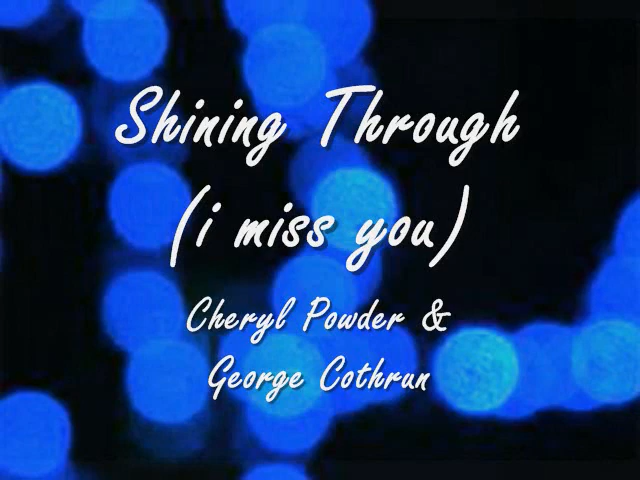 Shining Through
(i miss you)
Cheryl Powder &
George Cothrun